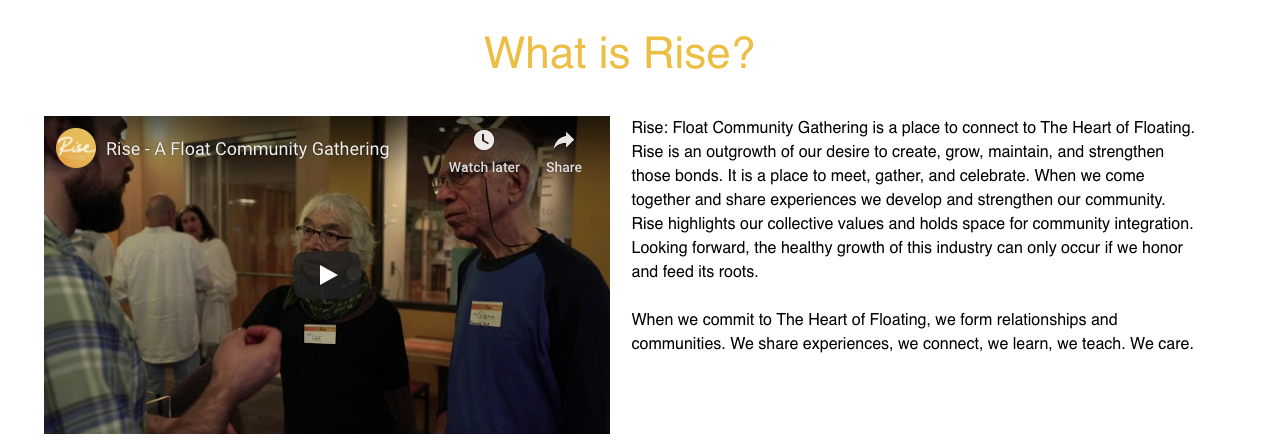 What is Rise?
Rise
Rise - A Float Community Gathering
Watch later
Share
Rise: Float Community Gathering is a place to connect to The Heart of Floating.
Rise is an outgrowth of our desire to create, grow, maintain, and strengthen
those bonds. It is a place to meet, gather, and celebrate. When we come
together and share experiences we develop and strengthen our community.
Rise highlights our collective values and holds space for community integration.
Looking forward, the healthy growth of this industry can only occur if we honor
and feed its roots.
When we commit to The Heart of Floating, we form relationships and
communities. We share experiences, we connect, we learn, we teach. We care.